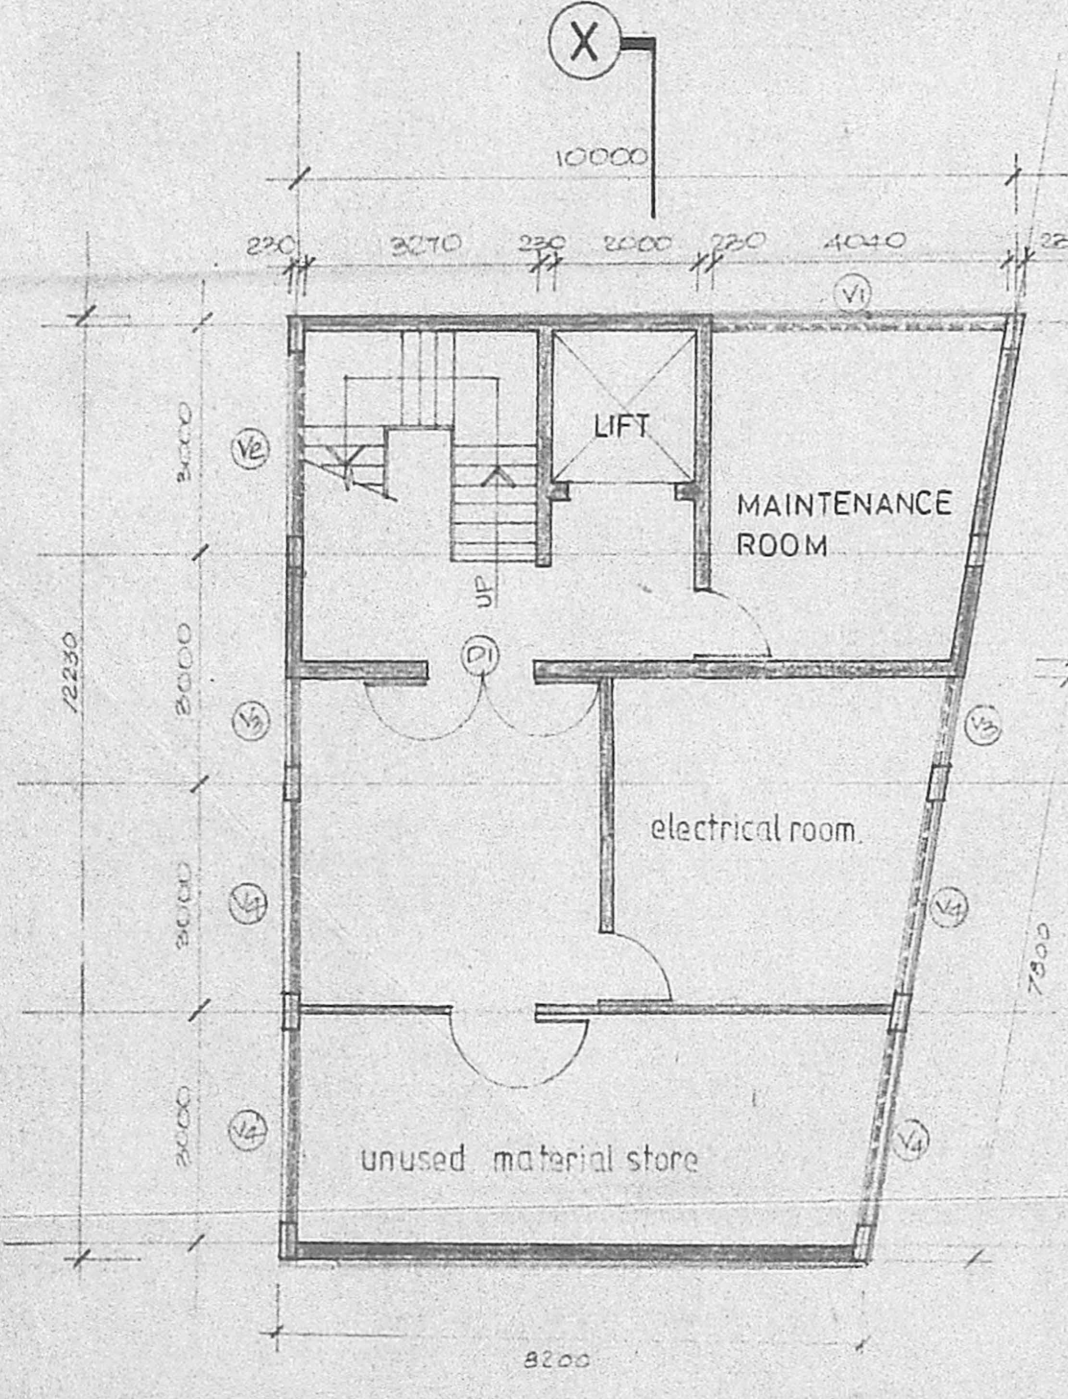 X
10000
230 3270 230 2000 230 4040
V1
3000
V2
LIFT
MAINTENANCE
ROOM
UP
D1
12230
3000
V3
V3
electrical room.
3000
V4
V4
7800
3000
V4
V4
unused material store
8200